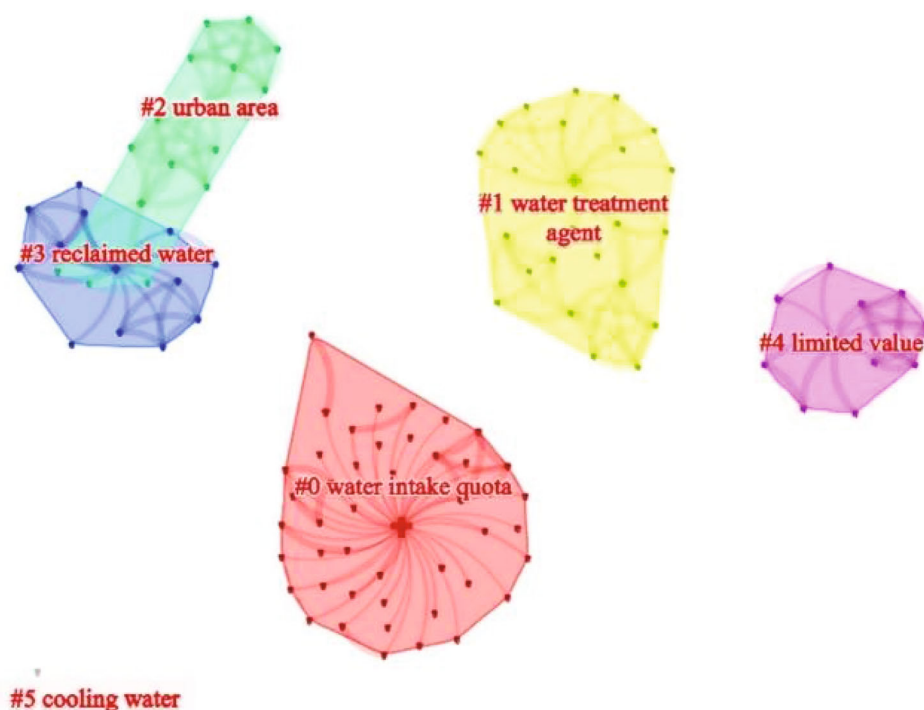 #2 urban area
#1 water treatment
agent
#3 reclaimed water
#4 limited value
#0 water intake quota
#5 cooling water